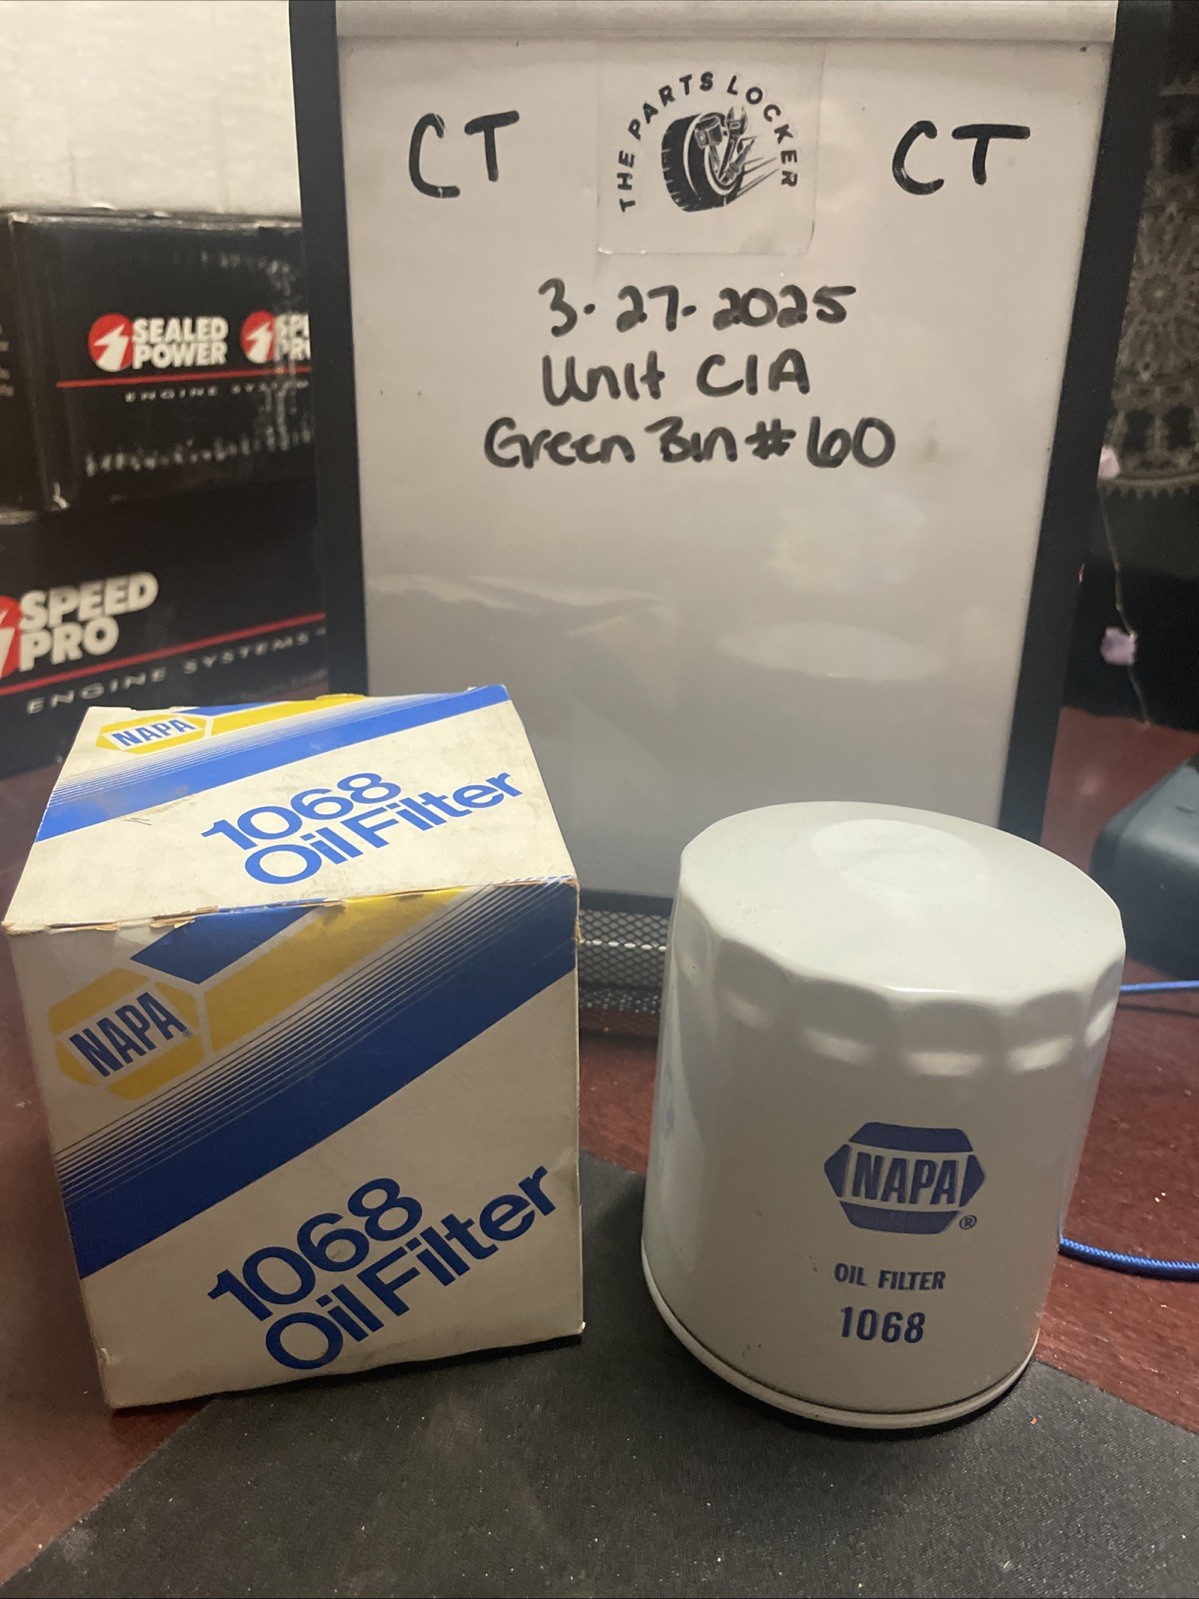 THE PARTS LOCKER
CT
CT
3-27-2025
Unit C1A
Green Bin #60
SEALED
POWER
ENGINE
SPEED
PRO
ENGINE SYSTEMS
NAPA
1068
Oil Filter
NAPA
1068
Oil Filter
NAPA®
OIL FILTER
1068